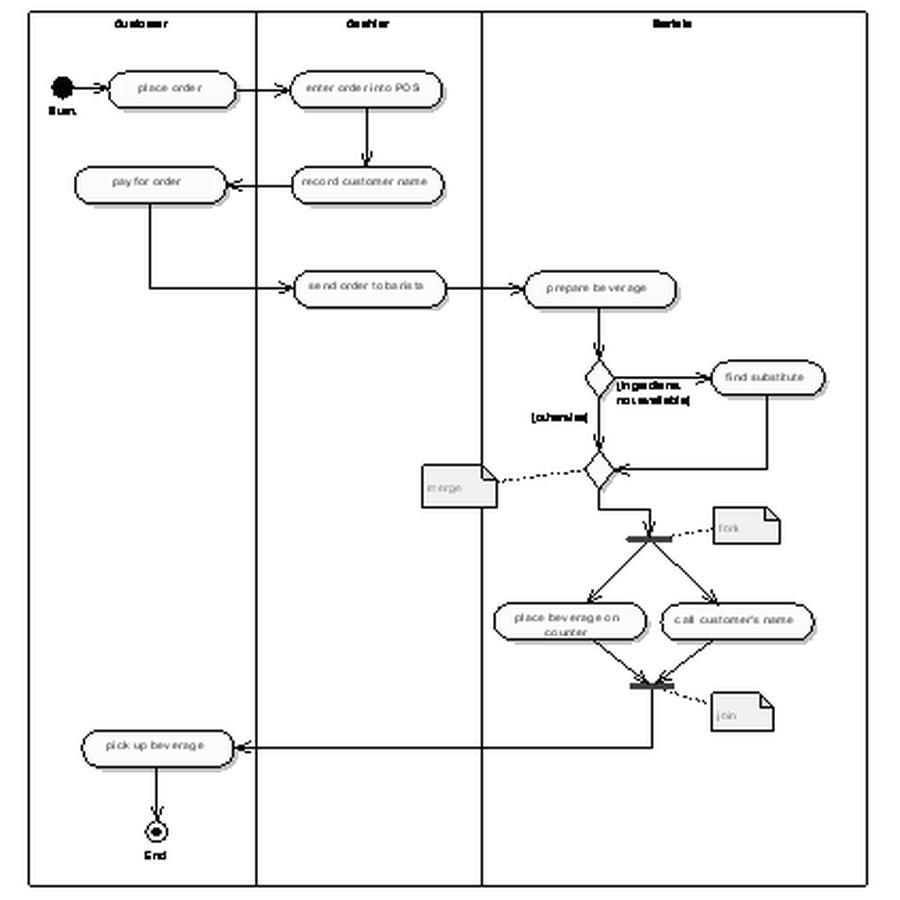 Customer
Cashier
Barista
place order
enter order into POS
Start
pay for order
record customer name
send order to barista
prepare beverage
find substitute
[ingredients
not available]
[otherwise]
merge
fork
place beverage on
counter
call customer's name
join
pick up beverage
End